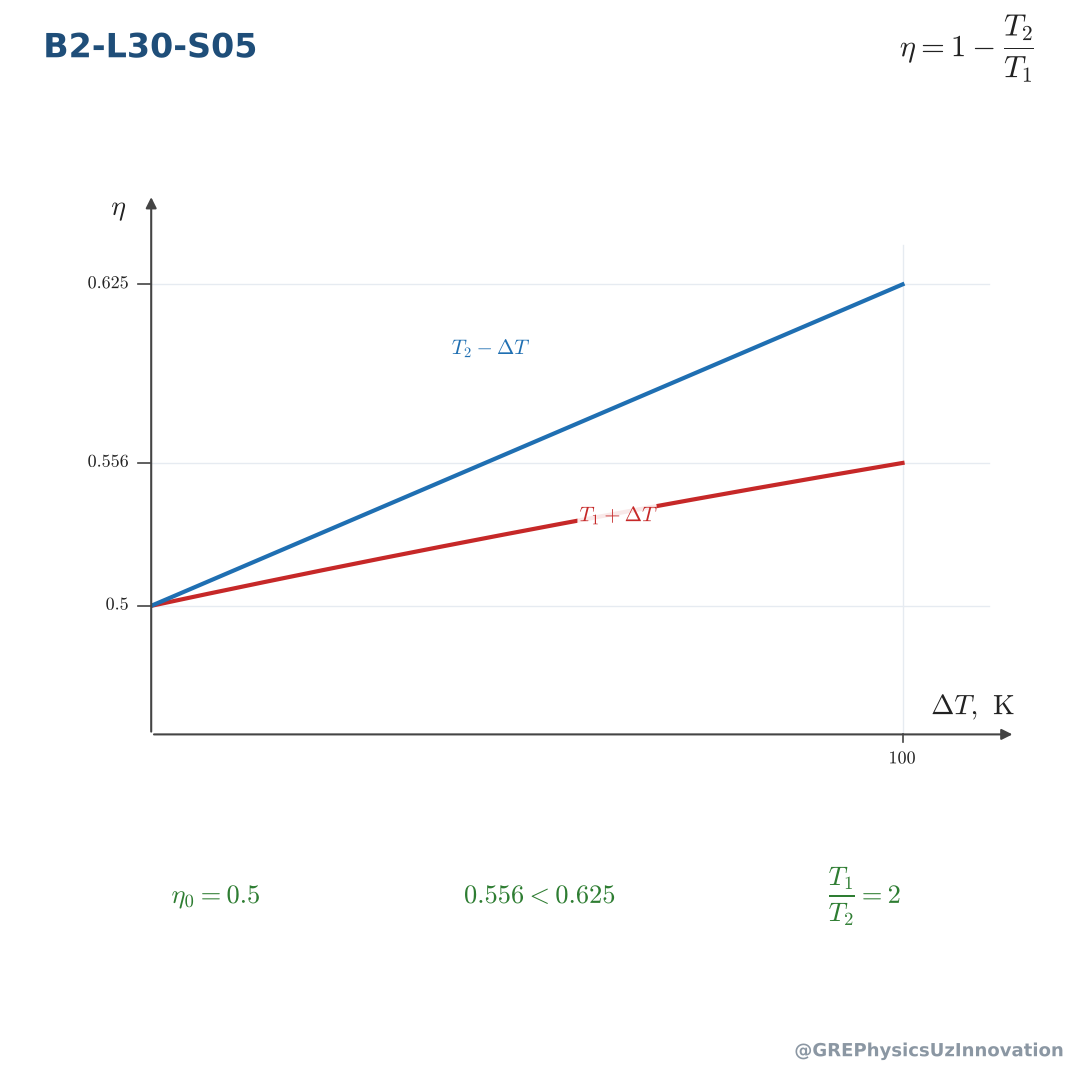 B2-L30-S05
η = 1 − T₂/T₁
η
0.625
T₂ − ΔT
0.556
T₁ + ΔT
0.5
ΔT, K
100
η₀ = 0.5
0.556 < 0.625
T₁/T₂ = 2
@GREPhysicsUzInnovation